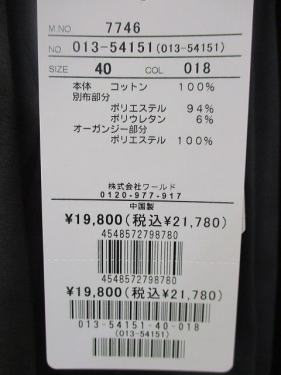 M NO 7746
NO 013-54151 (013-54151)
SIZE 40 COL 018
本体 コットン 100%
別布部分
ポリエステル 94%
ポリウレタン 6%
オーガンジー部分
ポリエステル 100%
株式会社ワールド
0120-977-917
中国製
¥19,800(税込¥21,780)
4548572798780
4548572798780
¥19,800(税込¥21,780)
013-54151-40-018
(013-54151)